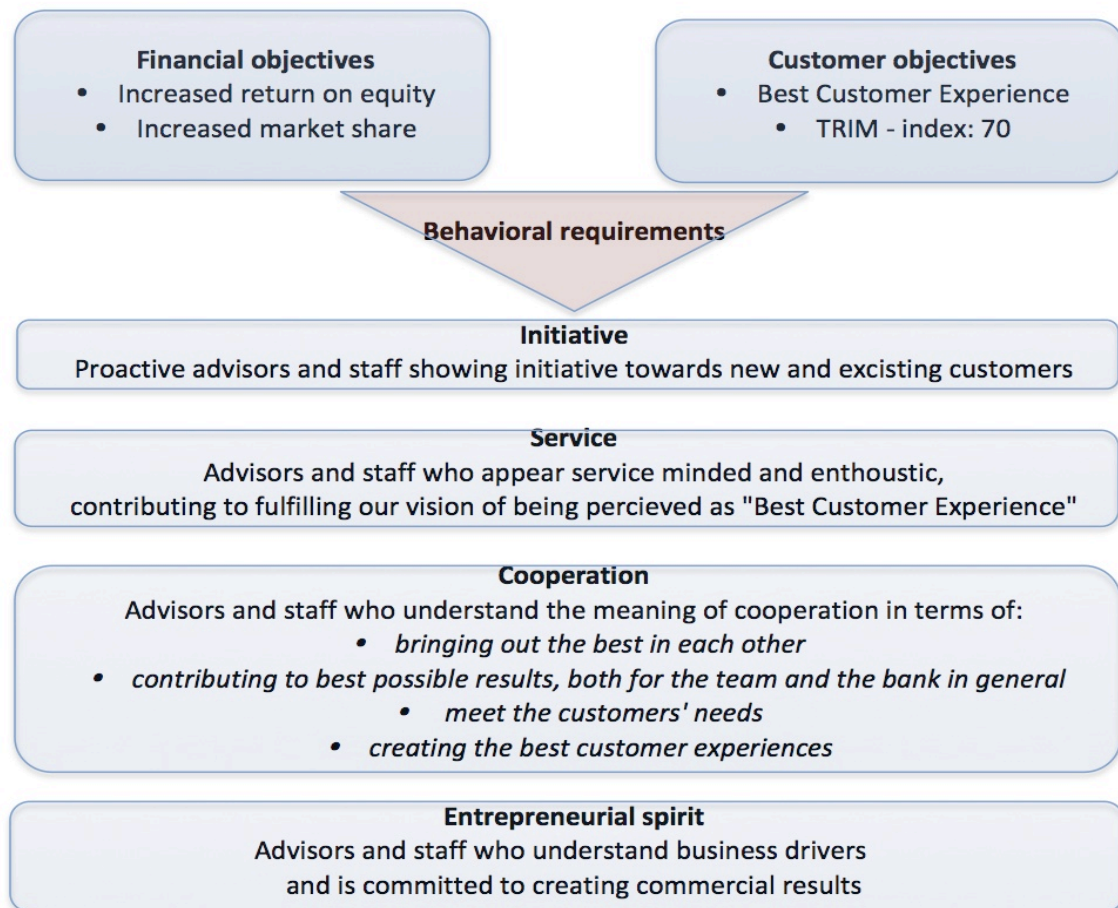 Financial objectives
• Increased return on equity
• Increased market share
Customer objectives
• Best Customer Experience
• TRIM - index: 70
Behavioral requirements
Initiative
Proactive advisors and staff showing initiative towards new and excisting customers
Service
Advisors and staff who appear service minded and enthoustic,
contributing to fulfilling our vision of being percieved as "Best Customer Experience"
Cooperation
Advisors and staff who understand the meaning of cooperation in terms of:
• bringing out the best in each other
• contributing to best possible results, both for the team and the bank in general
• meet the customers' needs
• creating the best customer experiences
Entrepreneurial spirit
Advisors and staff who understand business drivers
and is committed to creating commercial results